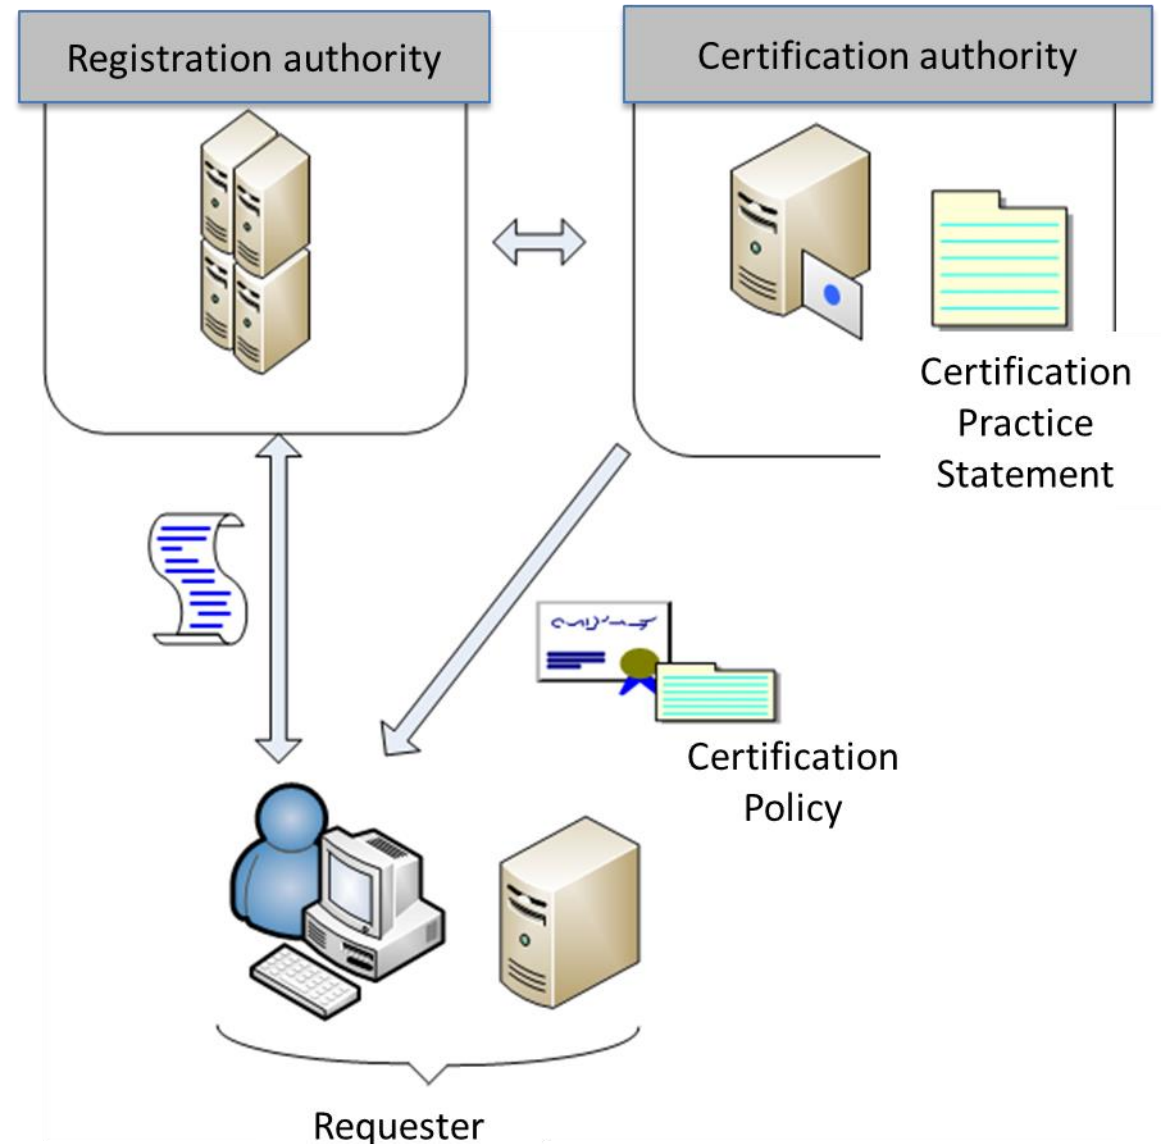 Registration authority
Certification authority
Certification
Practice
Statement
Certification
Policy
Requester